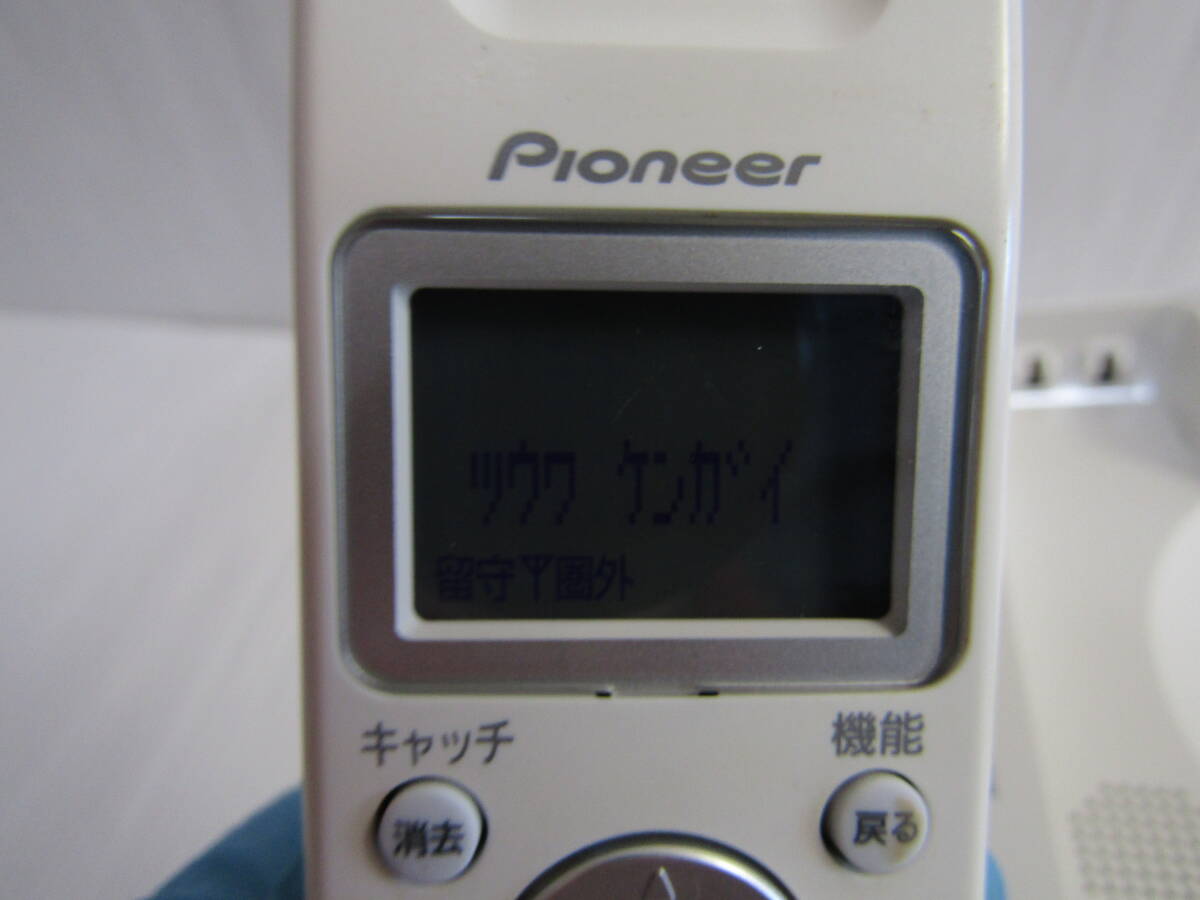 Pioneer
ツウワ ケンガイ
留守 圏外
キャッチ 機能
消去 戻る